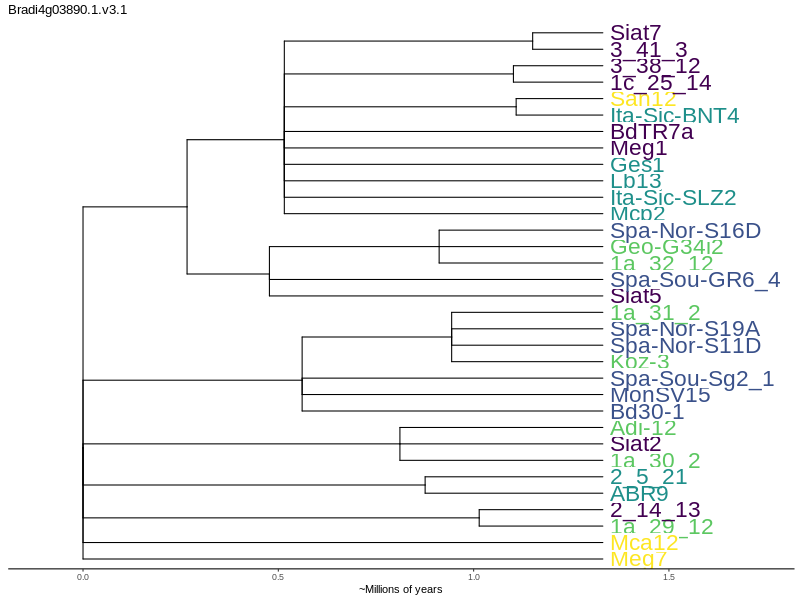 Bradi4g03890.1.v3.1
Siat7
3_41_3
3_38_12
1c_25_14
San12
Ita-Sic-BNT4
BdTR7a
Meg1
Ges1
Lb13
Ita-Sic-SLZ2
Mcp2
Spa-Nor-S16D
Geo-G34i2
1a_32_12
Spa-Sou-GR6_4
Siat5
1a_31_2
Spa-Nor-S19A
Spa-Nor-S11D
Koz-3
Spa-Sou-Sg2_1
MonSV15
Bd30-1
Adi-12
Siat2
1a_30_2
2_5_21
ABR9
2_14_13
1a_29_12
Mca12
Meg7
0.0 0.5 1.0 1.5
~Millions of years